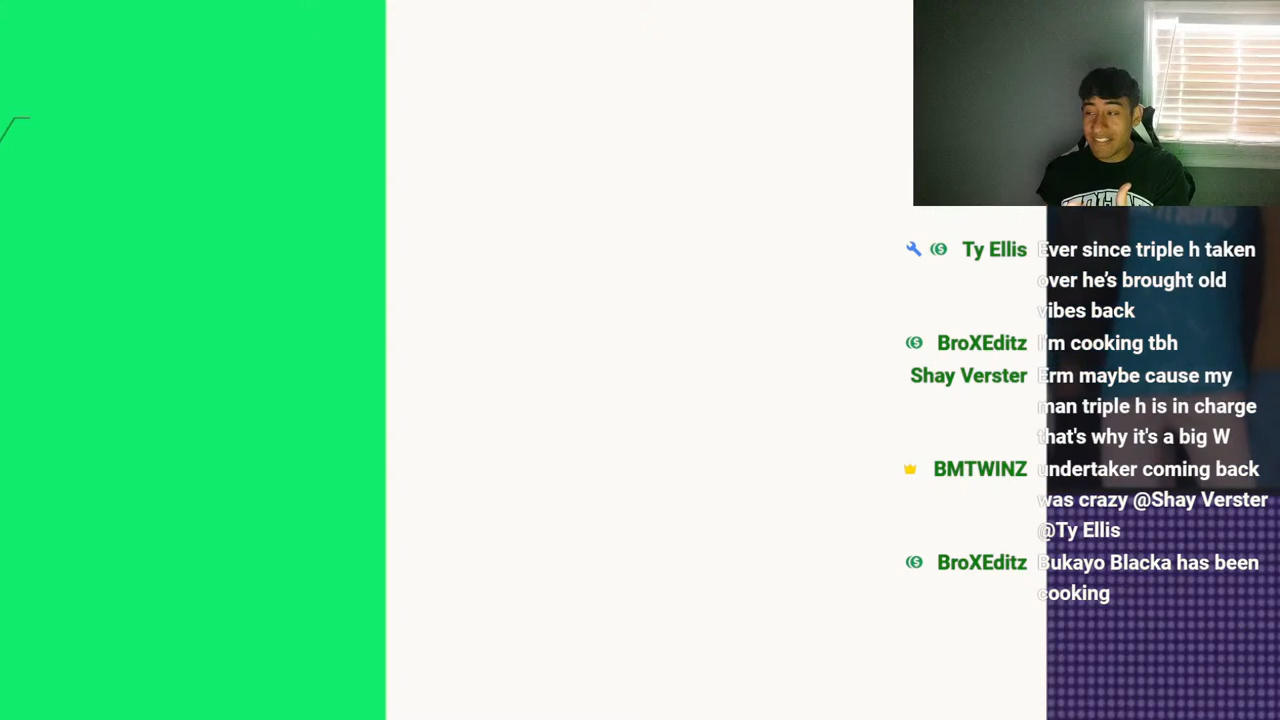 Ty Ellis Ever since triple h taken
over he's brought old
vibes back
BroXEditz I'm cooking tbh
Shay Verster Erm maybe cause my
man triple h is in charge
that's why it's a big W
BMTWINZ undertaker coming back
was crazy @Shay Verster
@Ty Ellis
BroXEditz Bukayo Blacka has been
cooking